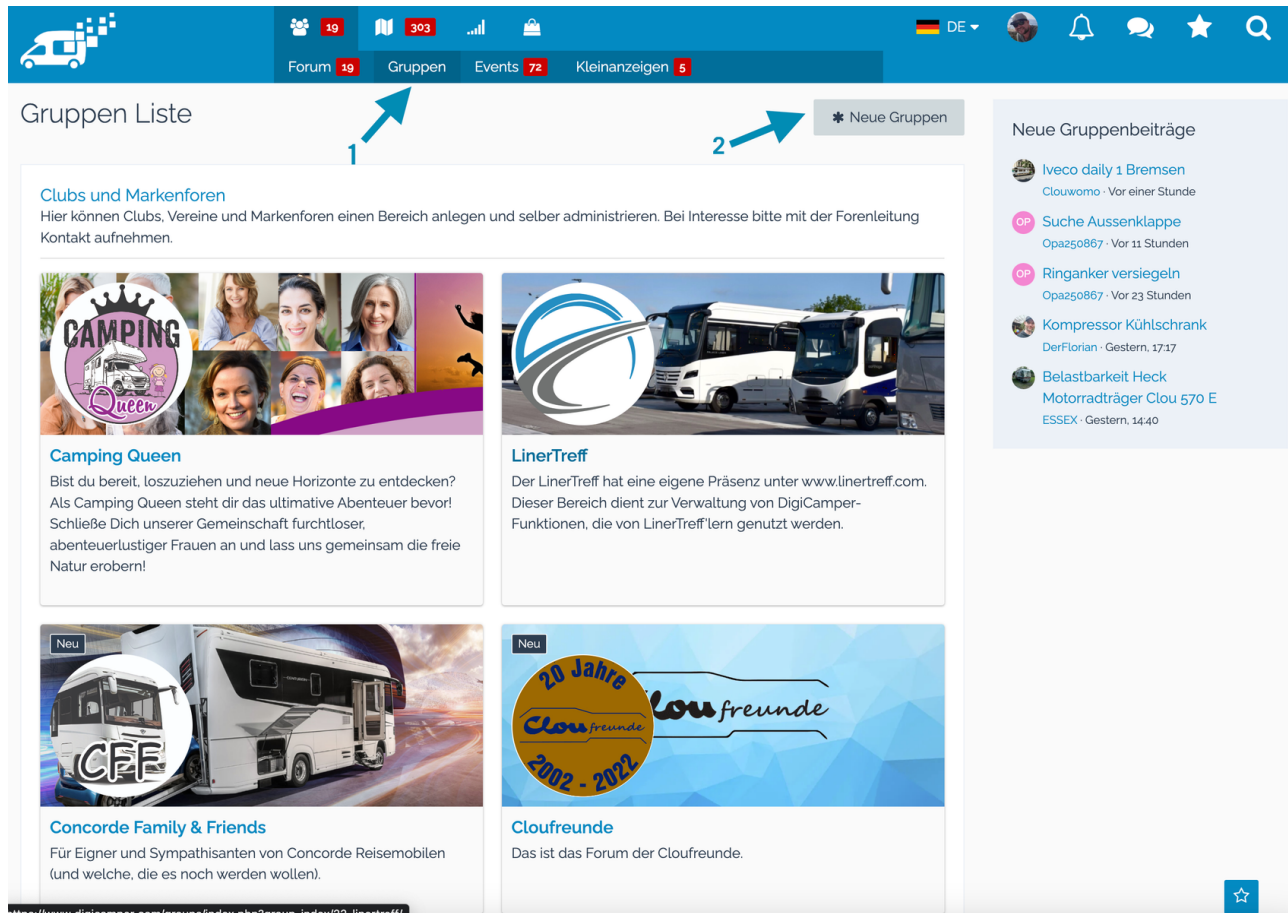 19
303
DE
Forum 19
Gruppen
Events 72
Kleinanzeigen 5
Gruppen Liste
1
2
✱ Neue Gruppen
Clubs und Markenforen
Hier können Clubs, Vereine und Markenforen einen Bereich anlegen und selber administrieren. Bei Interesse bitte mit der Forenleitung
Kontakt aufnehmen.
CAMPING
Queen
Camping Queen
Bist du bereit, loszuziehen und neue Horizonte zu entdecken?
Als Camping Queen steht dir das ultimative Abenteuer bevor!
Schließe Dich unserer Gemeinschaft furchtloser,
abenteuerlustiger Frauen an und lass uns gemeinsam die freie
Natur erobern!
LinerTreff
Der LinerTreff hat eine eigene Präsenz unter www.linertreff.com.
Dieser Bereich dient zur Verwaltung von DigiCamper-
Funktionen, die von LinerTreff'lern genutzt werden.
Neu
CFF
Concorde Family & Friends
Für Eigner und Sympathisanten von Concorde Reisemobilen
(und welche, die es noch werden wollen).
Neu
20 Jahre
Cloufreunde
2002 - 2022
Cloufreunde
Cloufreunde
Das ist das Forum der Cloufreunde.
Neue Gruppenbeiträge
Iveco daily 1 Bremsen
Clouwomo · Vor einer Stunde
OP
Suche Aussenklappe
Opa250867 · Vor 11 Stunden
OP
Ringanker versiegeln
Opa250867 · Vor 23 Stunden
Kompressor Kühlschrank
DerFlorian · Gestern, 17:17
Belastbarkeit Heck
Motorradträger Clou 570 E
ESSEX · Gestern, 14:40